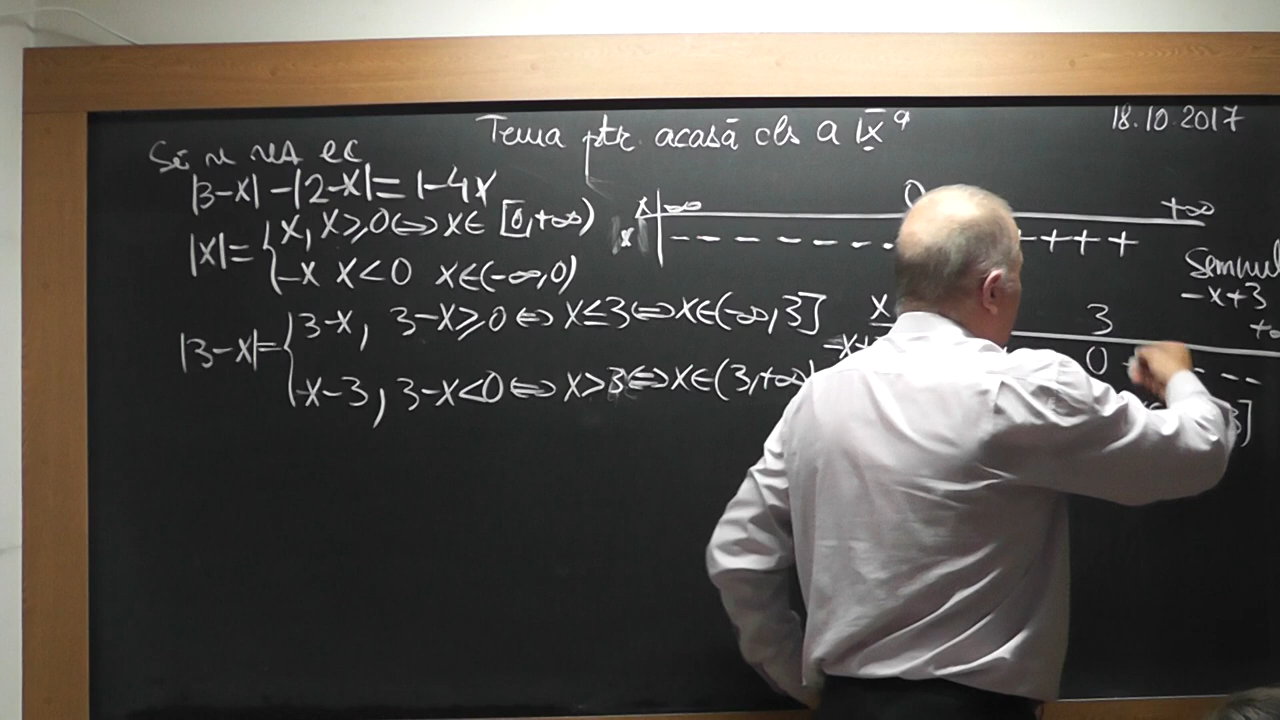 Tema ptr. acasă cls a IX a
18.10.2017
Să se rez ec
|3-x|-|2-x|=1-4x
|x|={x, x≥0⇔x∈[0,+∞)
-x x<0 x∈(-∞,0)
|3-x|={3-x, 3-x≥0⇔x≤3⇔x∈(-∞,3]
x-3, 3-x<0⇔x>3⇔x∈(3,+∞)
x -∞ 0 +∞
x - - - - - - - + + + +
Semnul
-x+3
x 3
-x+ 0 - - -
3]